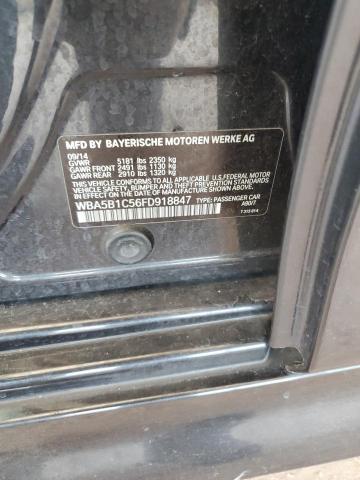 MFD BY BAYERISCHE MOTOREN WERKE AG
09/14
GVWR 5181 lbs 2350 kg
GAWR FRONT 2491 lbs 1130 kg
GAWR REAR 2910 lbs 1320 kg
THIS VEHICLE CONFORMS TO ALL APPLICABLE U.S. FEDERAL MOTOR
VEHICLE SAFETY, BUMPER AND THEFT PREVENTION STANDARDS
IN EFFECT ON THE DATE OF MANUFACTURE SHOWN ABOVE.
WBA5B1C56FD918847 TYPE: PASSENGER CAR
A90/7